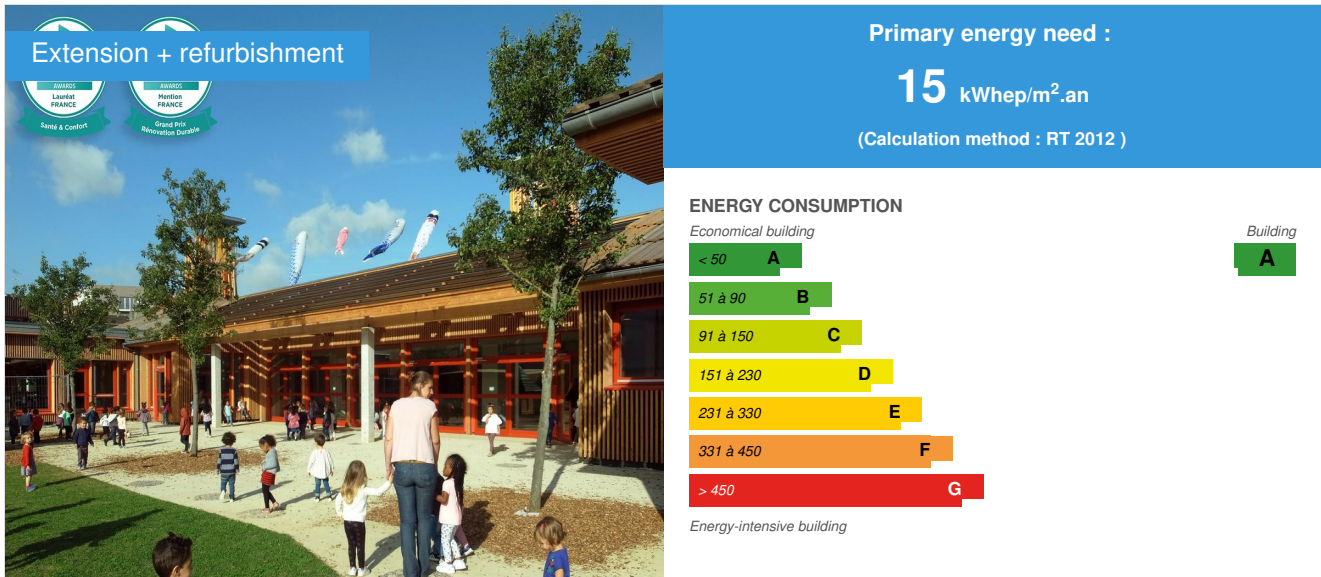 Extension + refurbishment
AWARDS
Lauréat
FRANCE
Santé & Confort
AWARDS
Mention
FRANCE
Grand Prix
Rénovation Durable
Primary energy need :
15 kWhep/m².an
(Calculation method : RT 2012 )
ENERGY CONSUMPTION
Economical building
Building
< 50 A
A
51 à 90 B
91 à 150 C
151 à 230 D
231 à 330 E
331 à 450 F
> 450 G
Energy-intensive building